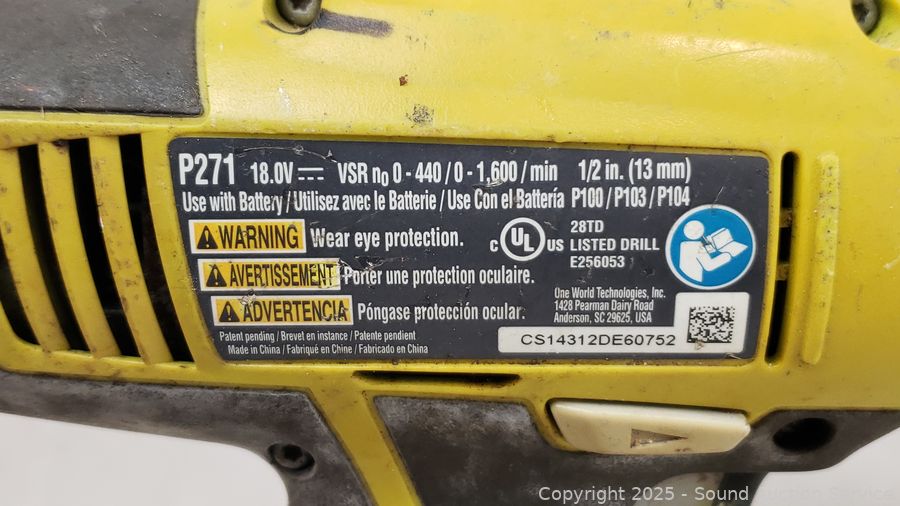 P271 18.0V VSR n0 0 - 440 / 0 - 1,600 / min 1/2 in. (13 mm)
Use with Battery / Utilisez avec le Batterie / Use Con el Batteria P100 / P103 / P104
WARNING Wear eye protection.
AVERTISSEMENT Porter une protection oculaire.
ADVERTENCIA Póngase protección ocular.
Patent pending / Brevet en instance / Patente pendient
Made in China / Fabriqué en Chine / Fabricado en China
C UL US
28TD
LISTED DRILL
E256053
One World Technologies, Inc.
1428 Pearman Dairy Road
Anderson, SC 29625, USA
CS14312DE60752
Copyright 2025 - Sound Auction Service